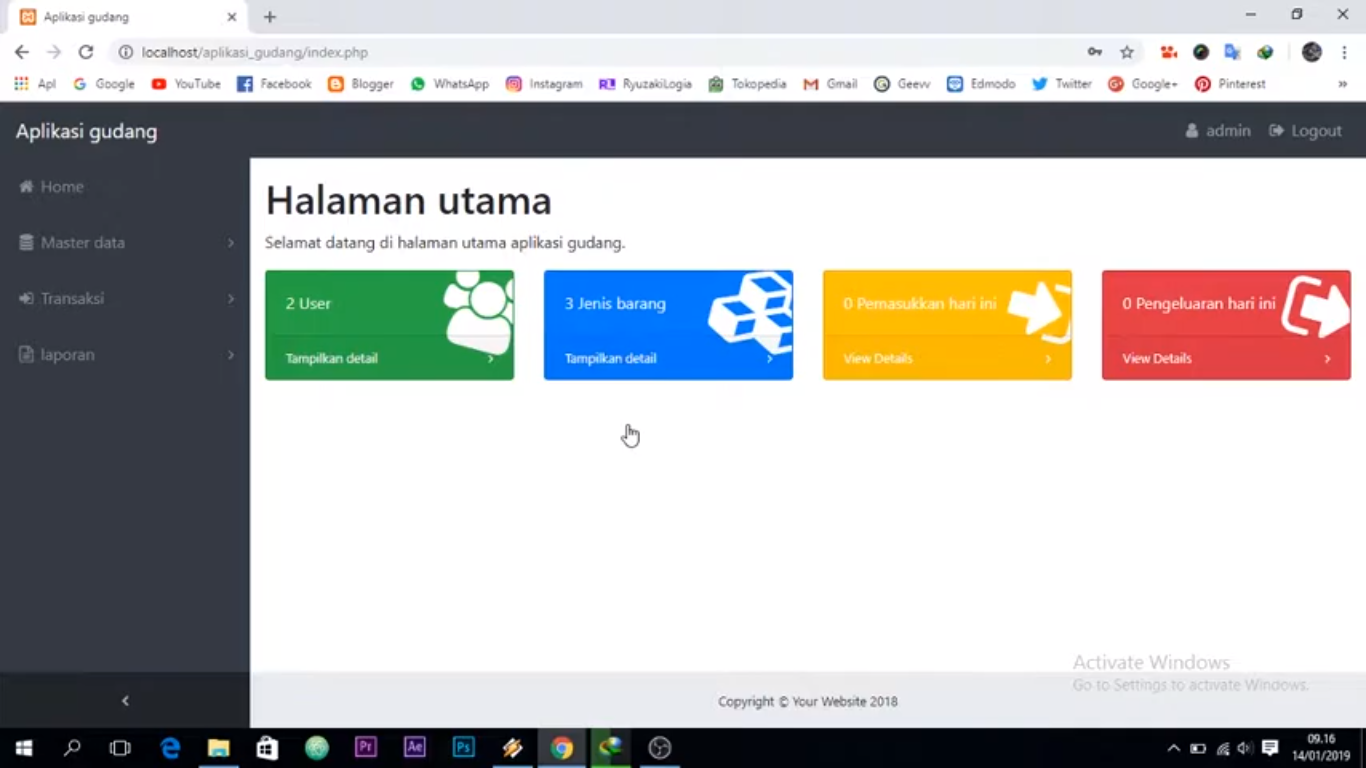 Aplikasi gudang
localhost/aplikasi_gudang/index.php
Apl Google YouTube Facebook Blogger WhatsApp Instagram RyuzakiLogia Tokopedia Gmail Geevv Edmodo Twitter Google+ Pinterest »
Aplikasi gudang admin Logout
Home
Master data
Transaksi
laporan
Halaman utama
Selamat datang di halaman utama aplikasi gudang.
2 User
Tampilkan detail
3 Jenis barang
Tampilkan detail
0 Pemasukkan hari ini
View Details
0 Pengeluaran hari ini
View Details
Activate Windows
Go to Settings to activate Windows.
Copyright © Your Website 2018
Pr Ae Ps
09.16
14/01/2019